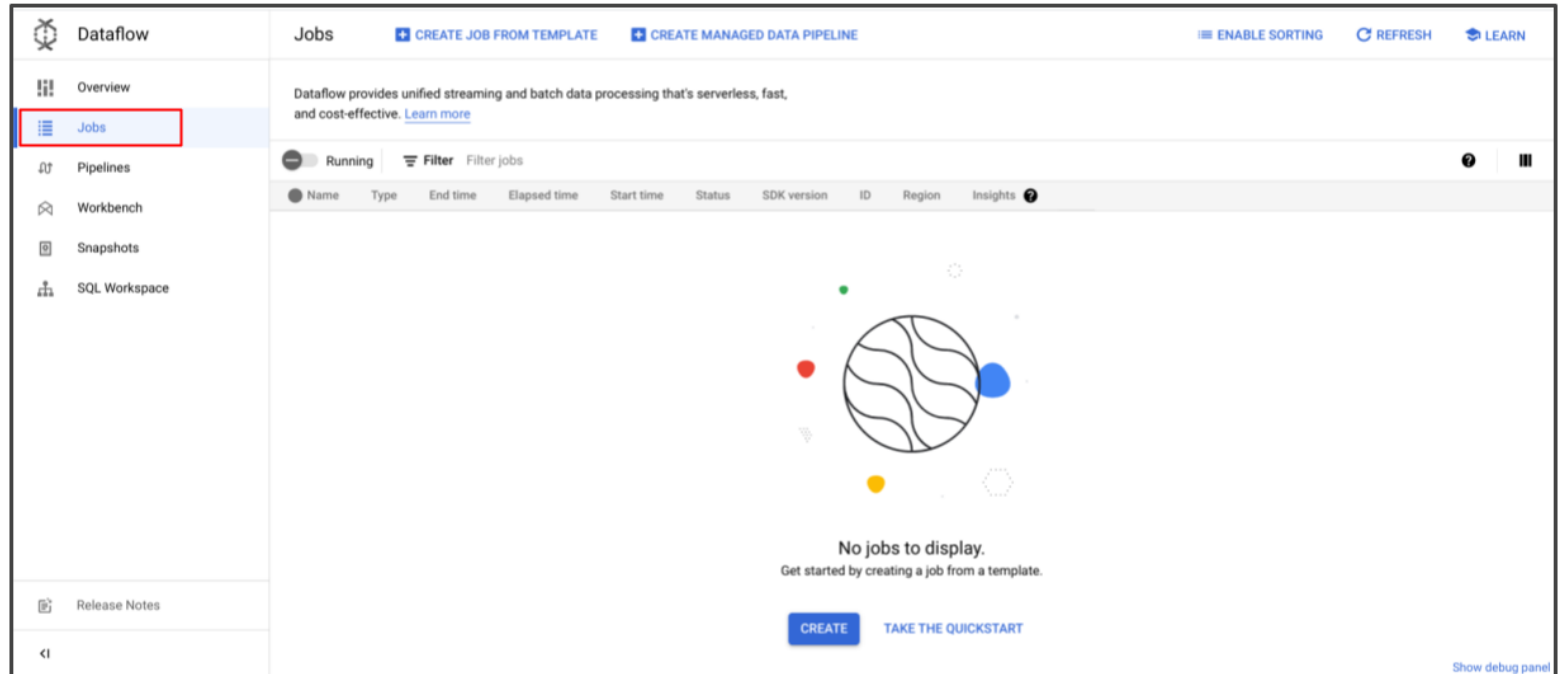 Dataflow
Overview
Jobs
Pipelines
Workbench
Snapshots
SQL Workspace
Release Notes
Jobs CREATE JOB FROM TEMPLATE CREATE MANAGED DATA PIPELINE ENABLE SORTING REFRESH LEARN
Dataflow provides unified streaming and batch data processing that's serverless, fast,
and cost-effective. Learn more
Running Filter Filter jobs
Name Type End time Elapsed time Start time Status SDK version ID Region Insights
No jobs to display.
Get started by creating a job from a template.
CREATE TAKE THE QUICKSTART
Show debug panel